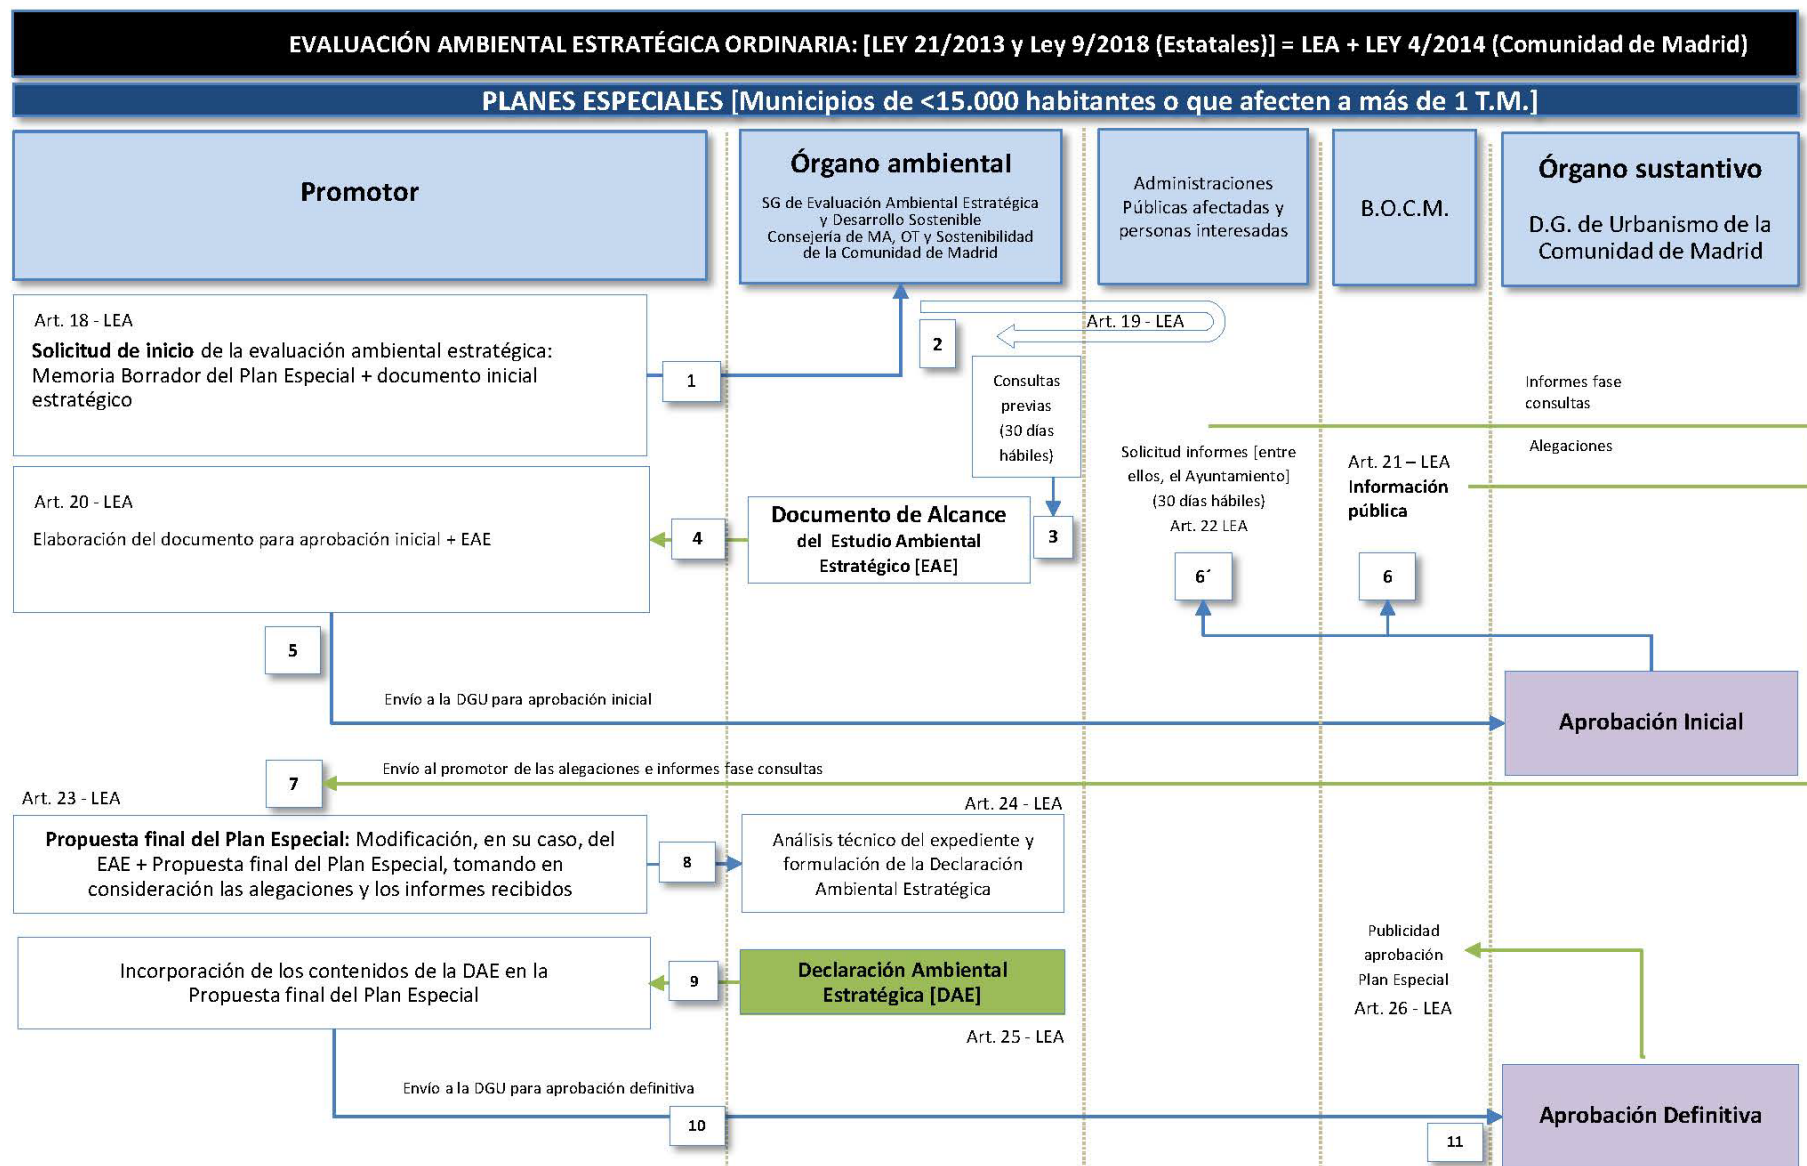 EVALUACIÓN AMBIENTAL ESTRATÉGICA ORDINARIA: [LEY 21/2013 y Ley 9/2018 (Estatales)] = LEA + LEY 4/2014 (Comunidad de Madrid)
PLANES ESPECIALES [Municipios de <15.000 habitantes o que afecten a más de 1 T.M.]
Promotor
Órgano ambiental
SG de Evaluación Ambiental Estratégica
y Desarrollo Sostenible
Consejería de MA, OT y Sostenibilidad
de la Comunidad de Madrid
Administraciones
Públicas afectadas y
personas interesadas
B.O.C.M.
Órgano sustantivo
D.G. de Urbanismo de la
Comunidad de Madrid
Art. 18 - LEA
Solicitud de inicio de la evaluación ambiental estratégica:
Memoria Borrador del Plan Especial + documento inicial
estratégico
1
2
Art. 19 - LEA
Consultas
previas
(30 días
hábiles)
Informes fase
consultas
Alegaciones
Art. 20 - LEA
Elaboración del documento para aprobación inicial + EAE
4
Documento de Alcance
del Estudio Ambiental
Estratégico [EAE]
3
Solicitud informes [entre
ellos, el Ayuntamiento]
(30 días hábiles)
Art. 22 LEA
6´
Art. 21 – LEA
Información
pública
6
5
Envío a la DGU para aprobación inicial
Aprobación Inicial
7
Envío al promotor de las alegaciones e informes fase consultas
Art. 23 - LEA
Propuesta final del Plan Especial: Modificación, en su caso, del
EAE + Propuesta final del Plan Especial, tomando en
consideración las alegaciones y los informes recibidos
8
Art. 24 - LEA
Análisis técnico del expediente y
formulación de la Declaración
Ambiental Estratégica
Incorporación de los contenidos de la DAE en la
Propuesta final del Plan Especial
9
Declaración Ambiental
Estratégica [DAE]
Art. 25 - LEA
Publicidad
aprobación
Plan Especial
Art. 26 - LEA
Envío a la DGU para aprobación definitiva
10
11
Aprobación Definitiva